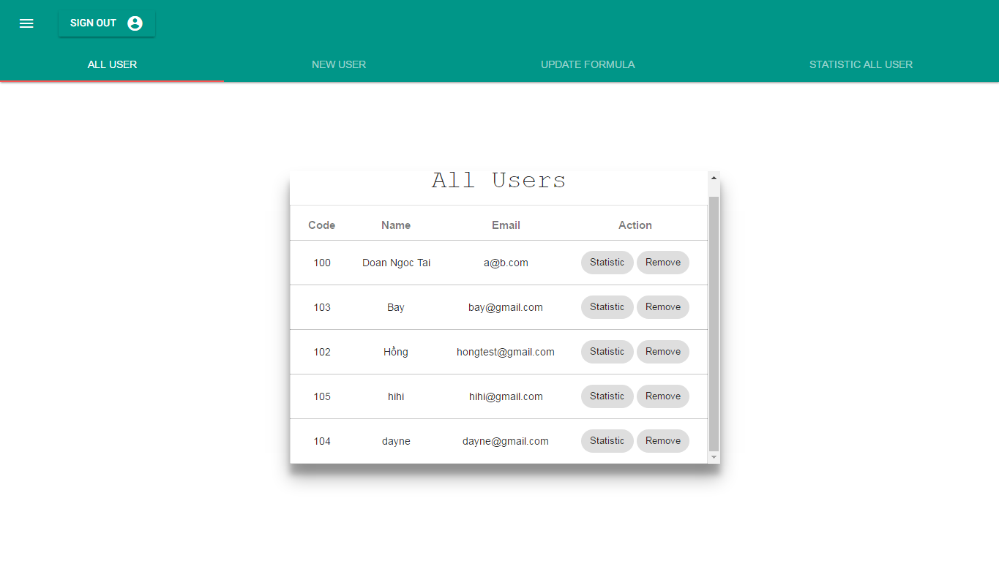 SIGN OUT
ALL USER NEW USER UPDATE FORMULA STATISTIC ALL USER
All Users
Code Name Email Action
100 Doan Ngoc Tai a@b.com Statistic Remove
103 Bay bay@gmail.com Statistic Remove
102 Hồng hongtest@gmail.com Statistic Remove
105 hihi hihi@gmail.com Statistic Remove
104 dayne dayne@gmail.com Statistic Remove